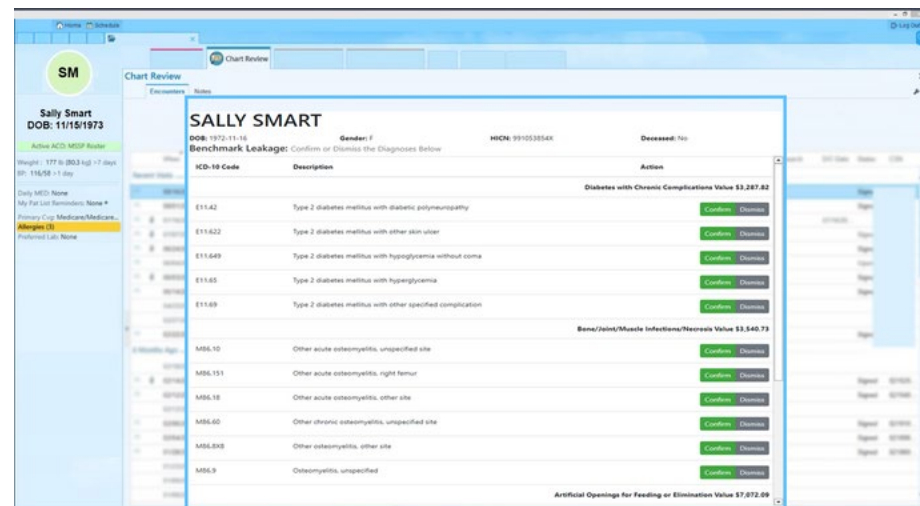 Home Schedule
Log Out
Chart Review
SM
Chart Review
Encounters Notes
Sally Smart
DOB: 11/15/1973
Active ACO: MSSP Roster
Weight: 177 lb (80.3 kg) >7 days
BP: 116/58 >1 day
Daily MED: None
My Pat List Reminders: None
Primary Cvg: Medicare/Medicare...
Allergies (3)
Preferred Lab: None
SALLY SMART
DOB: 1972-11-16 Gender: F HICN: 991053854X Deceased: No
Benchmark Leakage: Confirm or Dismiss the Diagnoses Below
ICD-10 Code Description Action
Diabetes with Chronic Complications Value $3,287.82
E11.42 Type 2 diabetes mellitus with diabetic polyneuropathy Confirm Dismiss
E11.622 Type 2 diabetes mellitus with other skin ulcer Confirm Dismiss
E11.649 Type 2 diabetes mellitus with hypoglycemia without coma Confirm Dismiss
E11.65 Type 2 diabetes mellitus with hyperglycemia Confirm Dismiss
E11.69 Type 2 diabetes mellitus with other specified complication Confirm Dismiss
Bone/Joint/Muscle Infections/Necrosis Value $3,540.73
M86.10 Other acute osteomyelitis, unspecified site Confirm Dismiss
M86.151 Other acute osteomyelitis, right femur Confirm Dismiss
M86.18 Other acute osteomyelitis, other site Confirm Dismiss
M86.60 Other chronic osteomyelitis, unspecified site Confirm Dismiss
M86.8X8 Other osteomyelitis, other site Confirm Dismiss
M86.9 Osteomyelitis, unspecified Confirm Dismiss
Artificial Openings for Feeding or Elimination Value $7,072.09